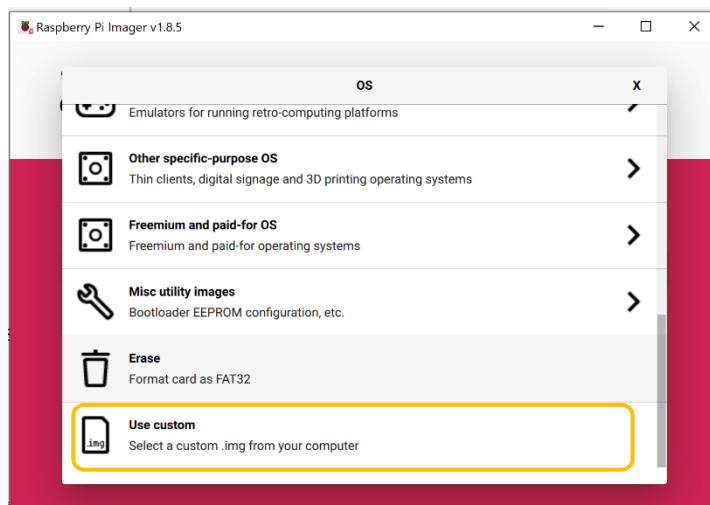 Raspberry Pi Imager v1.8.5
OS
X
Emulators for running retro-computing platforms
Other specific-purpose OS
Thin clients, digital signage and 3D printing operating systems
Freemium and paid-for OS
Freemium and paid-for operating systems
Misc utility images
Bootloader EEPROM configuration, etc.
Erase
Format card as FAT32
Use custom
.img
Select a custom .img from your computer